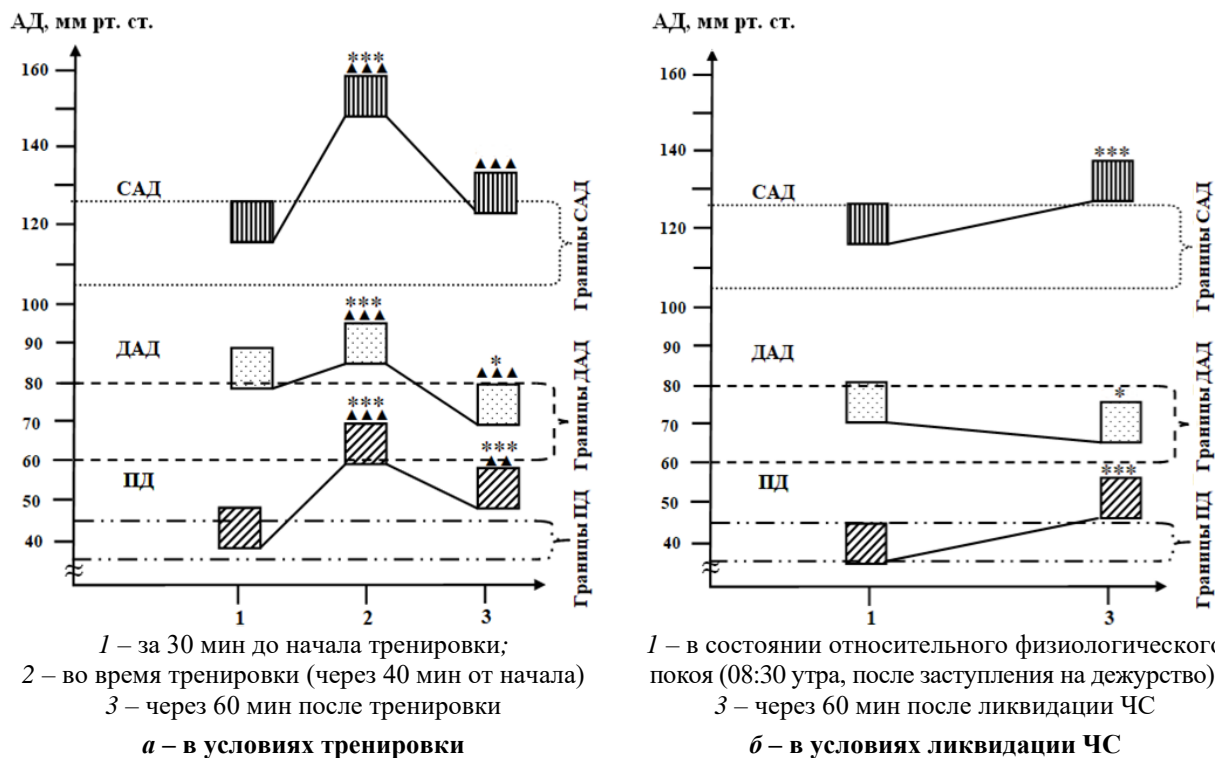 АД, мм рт. ст.
160
140
САД
120
100
90
ДАД
80
70
60
ПД
50
40
1
2
3
***
▲▲▲
▲▲▲
***
▲▲▲
*
▲▲▲
***
▲▲▲
***
▲▲
Границы САД
Границы ДАД
Границы ПД
1 – за 30 мин до начала тренировки;
2 – во время тренировки (через 40 мин от начала)
3 – через 60 мин после тренировки
а – в условиях тренировки
АД, мм рт. ст.
160
140
САД
120
100
90
ДАД
80
70
60
ПД
50
40
1
3
***
*
***
Границы САД
Границы ДАД
Границы ПД
1 – в состоянии относительного физиологического
покоя (08:30 утра, после заступления на дежурство)
3 – через 60 мин после ликвидации ЧС
б – в условиях ликвидации ЧС